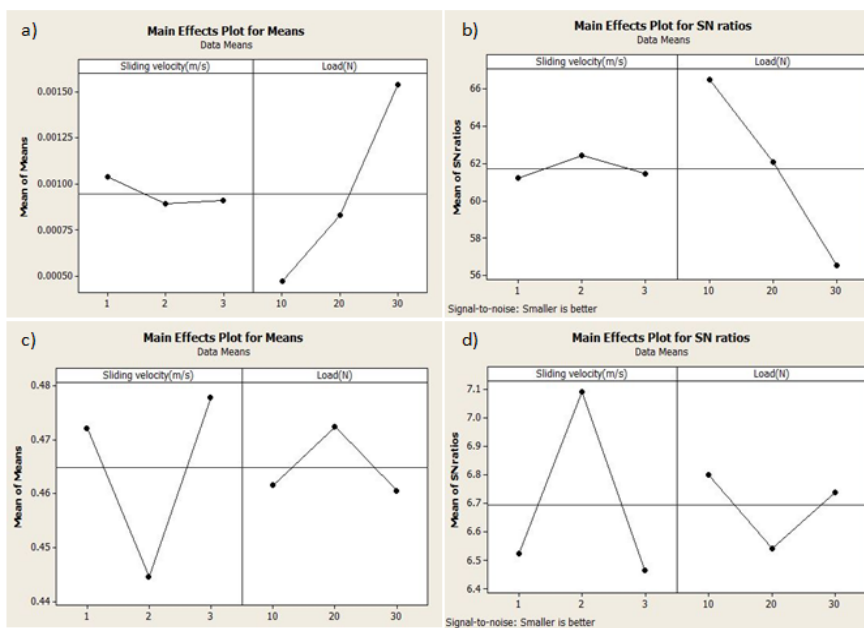 a)
Main Effects Plot for Means
Data Means
Sliding velocity(m/s) Load(N)
Mean of Means
0.00150
0.00125
0.00100
0.00075
0.00050
1 2 3 10 20 30
b)
Main Effects Plot for SN ratios
Data Means
Sliding velocity(m/s) Load(N)
Mean of SN ratios
66
64
62
60
58
56
1 2 3 10 20 30
Signal-to-noise: Smaller is better
c)
Main Effects Plot for Means
Data Means
Sliding velocity(m/s) Load(N)
Mean of Means
0.48
0.47
0.46
0.45
0.44
1 2 3 10 20 30
d)
Main Effects Plot for SN ratios
Data Means
Sliding velocity(m/s) Load(N)
Mean of SN ratios
7.1
7.0
6.9
6.8
6.7
6.6
6.5
6.4
1 2 3 10 20 30
Signal-to-noise: Smaller is better